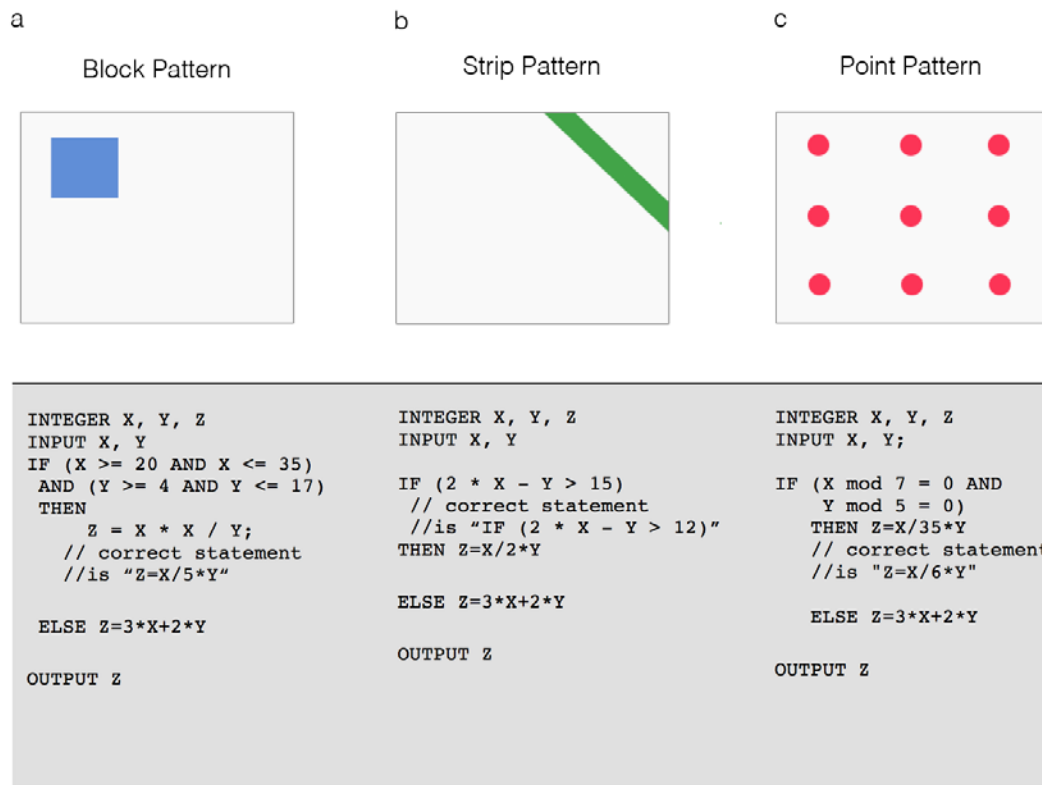 a
Block Pattern
INTEGER X, Y, Z
INPUT X, Y
IF (X >= 20 AND X <= 35)
AND (Y >= 4 AND Y <= 17)
THEN
Z = X * X / Y;
// correct statement
//is “Z=X/5*Y“
ELSE Z=3*X+2*Y
OUTPUT Z
b
Strip Pattern
INTEGER X, Y, Z
INPUT X, Y
IF (2 * X - Y > 15)
// correct statement
//is “IF (2 * X - Y > 12)”
THEN Z=X/2*Y
ELSE Z=3*X+2*Y
OUTPUT Z
c
Point Pattern
INTEGER X, Y, Z
INPUT X, Y;
IF (X mod 7 = 0 AND
Y mod 5 = 0)
THEN Z=X/35*Y
// correct statement
//is "Z=X/6*Y"
ELSE Z=3*X+2*Y
OUTPUT Z